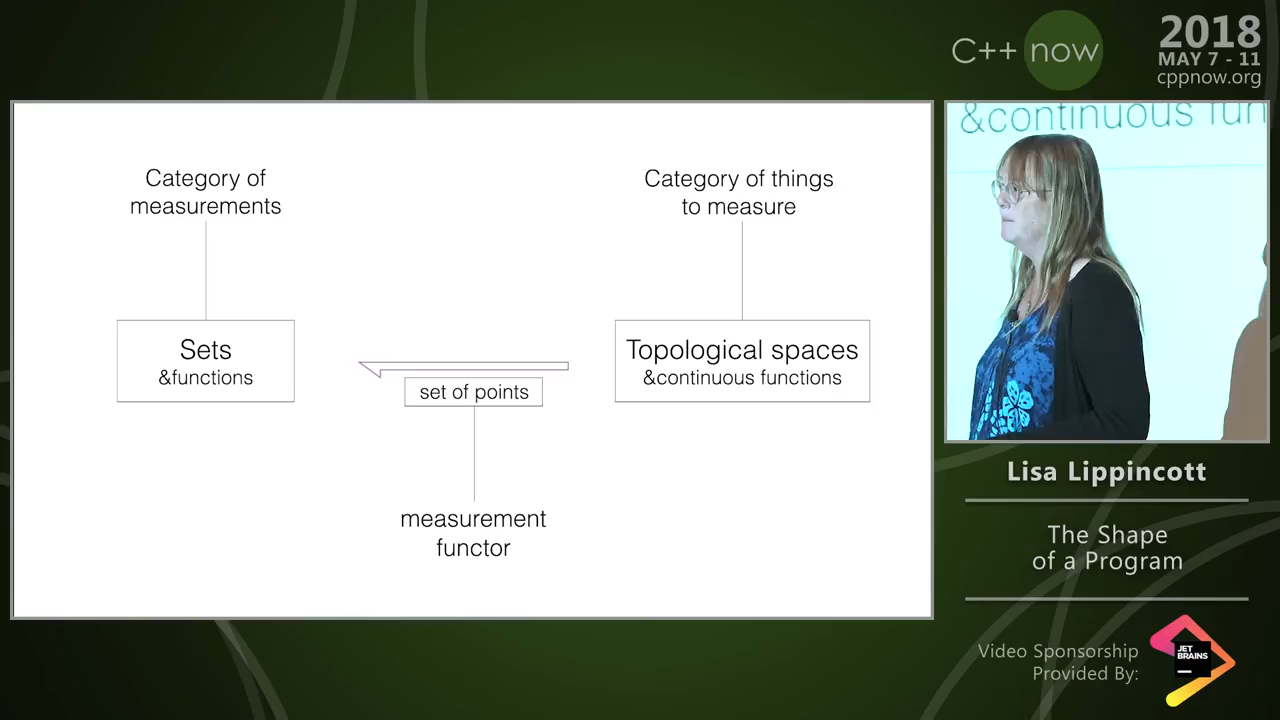 C++ now
2018
MAY 7 - 11
cppnow.org
Category of
measurements
Category of things
to measure
Sets
&functions
set of points
Topological spaces
&continuous functions
measurement
functor
&continuous fun
Lisa Lippincott
The Shape
of a Program
Video Sponsorship
Provided By:
JET
BRAINS